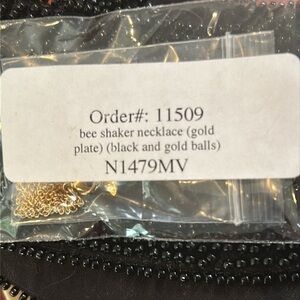 Order#: 11509
bee shaker necklace (gold
plate) (black and gold balls)
N1479MV